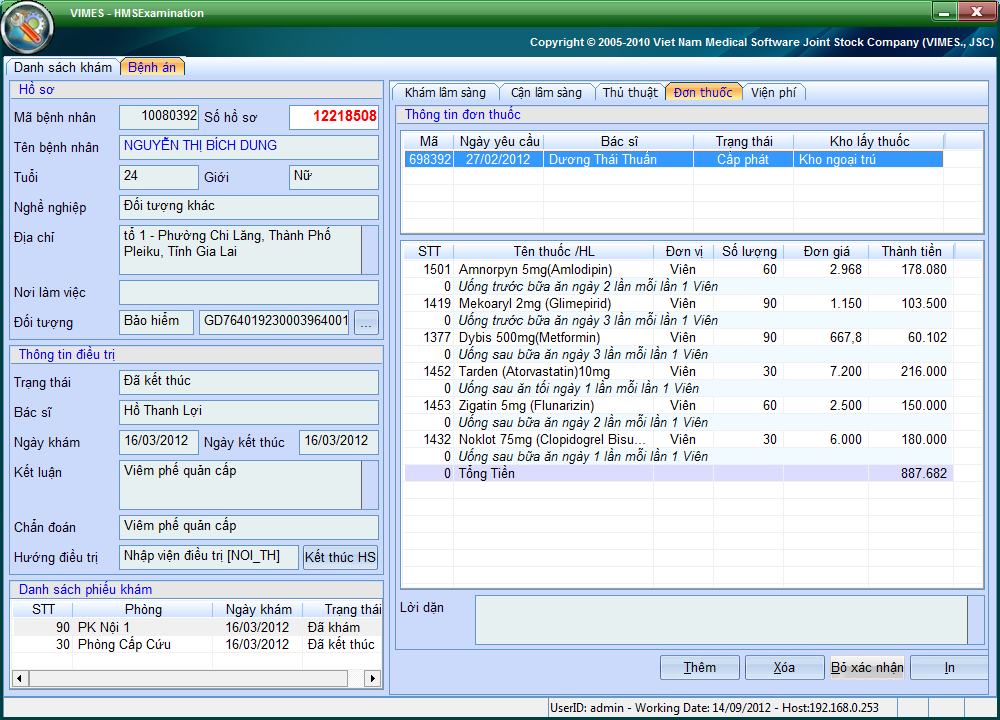 VIMES - HMSExamination
Copyright © 2005-2010 Viet Nam Medical Software Joint Stock Company (VIMES., JSC)
Danh sách khám Bệnh án
Hồ sơ
Mã bệnh nhân 10080392 Số hồ sơ 12218508
Tên bệnh nhân NGUYỄN THỊ BÍCH DUNG
Tuổi 24 Giới Nữ
Nghề nghiệp Đối tượng khác
Địa chỉ tổ 1 - Phường Chi Lăng, Thành Phố
Pleiku, Tỉnh Gia Lai
Nơi làm việc
Đối tượng Bảo hiểm GD764019230003964001 ...
Thông tin điều trị
Trạng thái Đã kết thúc
Bác sĩ Hồ Thanh Lợi
Ngày khám 16/03/2012 Ngày kết thúc 16/03/2012
Kết luận Viêm phế quản cấp
Chẩn đoán Viêm phế quản cấp
Hướng điều trị Nhập viện điều trị [NOI_TH] Kết thúc HS
Danh sách phiếu khám
STT Phòng Ngày khám Trạng thái
90 PK Nội 1 16/03/2012 Đã khám
30 Phòng Cấp Cứu 16/03/2012 Đã kết thúc
Khám lâm sàng Cận lâm sàng Thủ thuật Đơn thuốc Viện phí
Thông tin đơn thuốc
Mã Ngày yêu cầu Bác sĩ Trạng thái Kho lấy thuốc
698392 27/02/2012 Dương Thái Thuấn Cấp phát Kho ngoại trú
STT Tên thuốc /HL Đơn vị Số lượng Đơn giá Thành tiền
1501 Amnorpyn 5mg(Amlodipin) Viên 60 2.968 178.080
0 Uống trước bữa ăn ngày 2 lần mỗi lần 1 Viên
1419 Mekoaryl 2mg (Glimepirid) Viên 90 1.150 103.500
0 Uống trước bữa ăn ngày 3 lần mỗi lần 1 Viên
1377 Dybis 500mg(Metformin) Viên 90 667,8 60.102
0 Uống sau bữa ăn ngày 3 lần mỗi lần 1 Viên
1452 Tarden (Atorvastatin)10mg Viên 30 7.200 216.000
0 Uống sau ăn tối ngày 1 lần mỗi lần 1 Viên
1453 Zigatin 5mg (Flunarizin) Viên 60 2.500 150.000
0 Uống sau bữa ăn ngày 2 lần mỗi lần 1 Viên
1432 Noklot 75mg (Clopidogrel Bisu... Viên 30 6.000 180.000
0 Uống sau bữa ăn ngày 1 lần mỗi lần 1 Viên
0 Tổng Tiền 887.682
Lời dặn
Thêm Xóa Bỏ xác nhận In
UserID: admin - Working Date: 14/09/2012 - Host:192.168.0.253